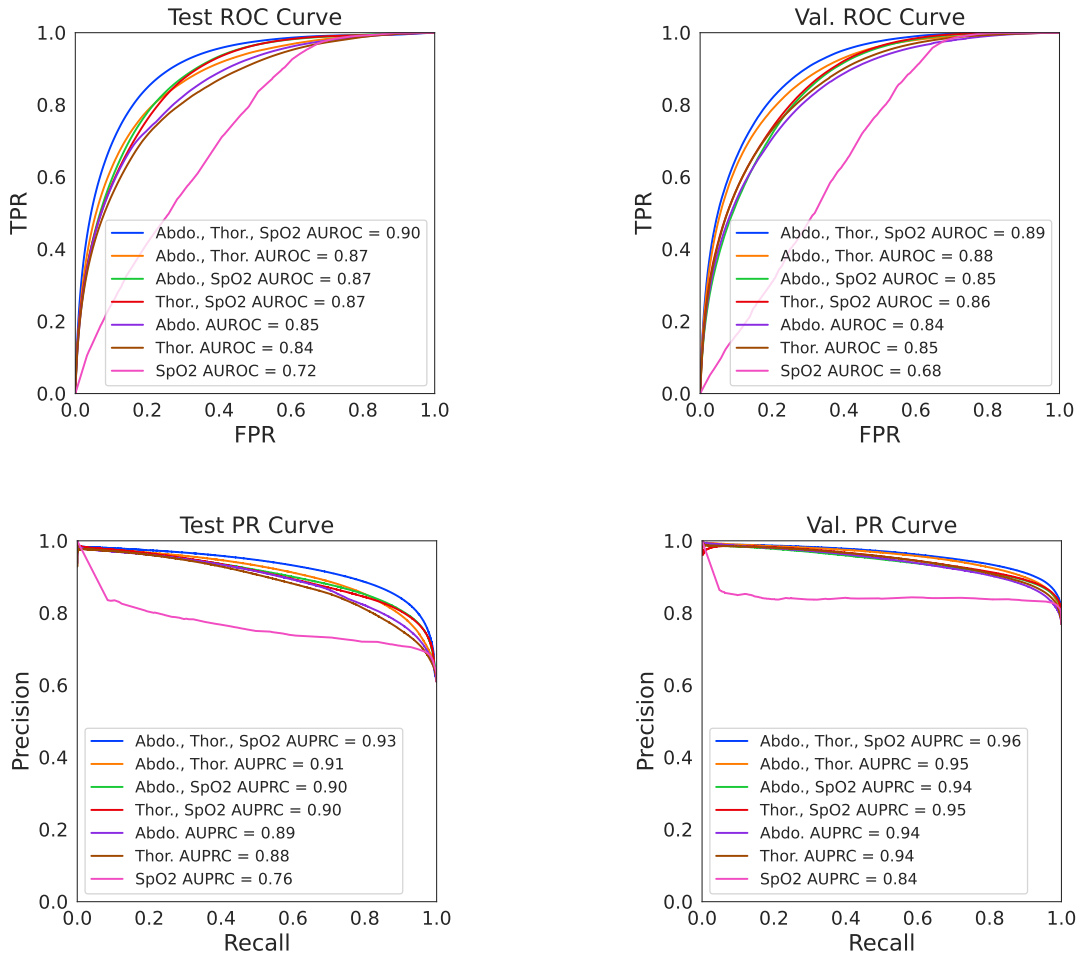 Test ROC Curve
1.0
0.8
0.6
0.4
0.2
0.0
TPR
Abdo., Thor., SpO2 AUROC = 0.90
Abdo., Thor. AUROC = 0.87
Abdo., SpO2 AUROC = 0.87
Thor., SpO2 AUROC = 0.87
Abdo. AUROC = 0.85
Thor. AUROC = 0.84
SpO2 AUROC = 0.72
0.0 0.2 0.4 0.6 0.8 1.0
FPR
Val. ROC Curve
1.0
0.8
0.6
0.4
0.2
0.0
TPR
Abdo., Thor., SpO2 AUROC = 0.89
Abdo., Thor. AUROC = 0.88
Abdo., SpO2 AUROC = 0.85
Thor., SpO2 AUROC = 0.86
Abdo. AUROC = 0.84
Thor. AUROC = 0.85
SpO2 AUROC = 0.68
0.0 0.2 0.4 0.6 0.8 1.0
FPR
Test PR Curve
1.0
0.8
0.6
0.4
0.2
0.0
Precision
Abdo., Thor., SpO2 AUPRC = 0.93
Abdo., Thor. AUPRC = 0.91
Abdo., SpO2 AUPRC = 0.90
Thor., SpO2 AUPRC = 0.90
Abdo. AUPRC = 0.89
Thor. AUPRC = 0.88
SpO2 AUPRC = 0.76
0.0 0.2 0.4 0.6 0.8 1.0
Recall
Val. PR Curve
1.0
0.8
0.6
0.4
0.2
0.0
Precision
Abdo., Thor., SpO2 AUPRC = 0.96
Abdo., Thor. AUPRC = 0.95
Abdo., SpO2 AUPRC = 0.94
Thor., SpO2 AUPRC = 0.95
Abdo. AUPRC = 0.94
Thor. AUPRC = 0.94
SpO2 AUPRC = 0.84
0.0 0.2 0.4 0.6 0.8 1.0
Recall